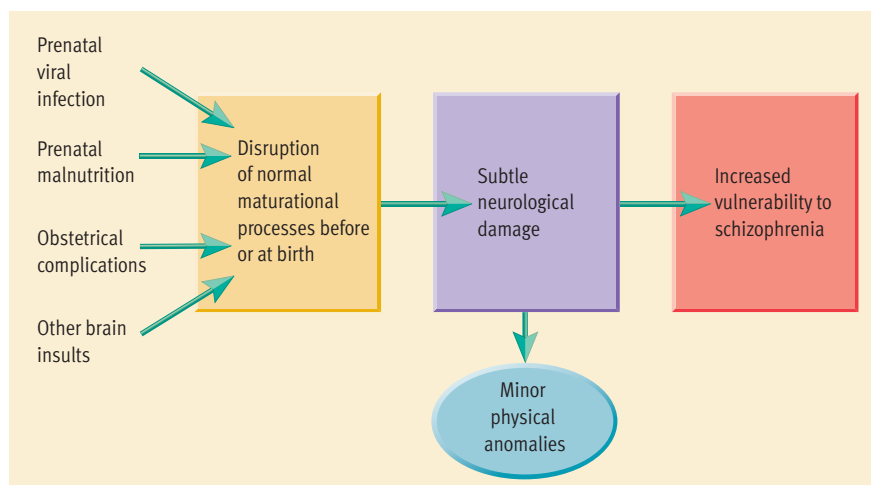 Prenatal
viral
infection
Prenatal
malnutrition
Obstetrical
complications
Other brain
insults
Disruption
of normal
maturational
processes before
or at birth
Subtle
neurological
damage
Increased
vulnerability to
schizophrenia
Minor
physical
anomalies